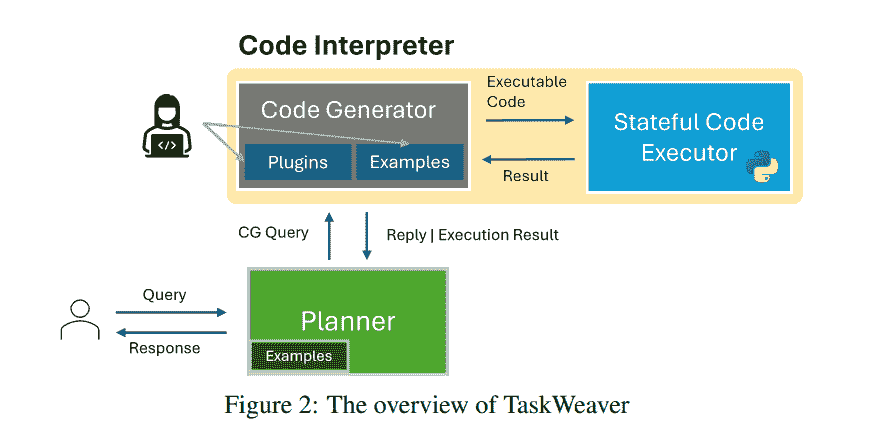 Code Interpreter
Code Generator
Plugins
Examples
</>
Executable
Code
Result
Stateful Code
Executor
CG Query
Reply | Execution Result
Query
Response
Planner
Examples
Figure 2: The overview of TaskWeaver